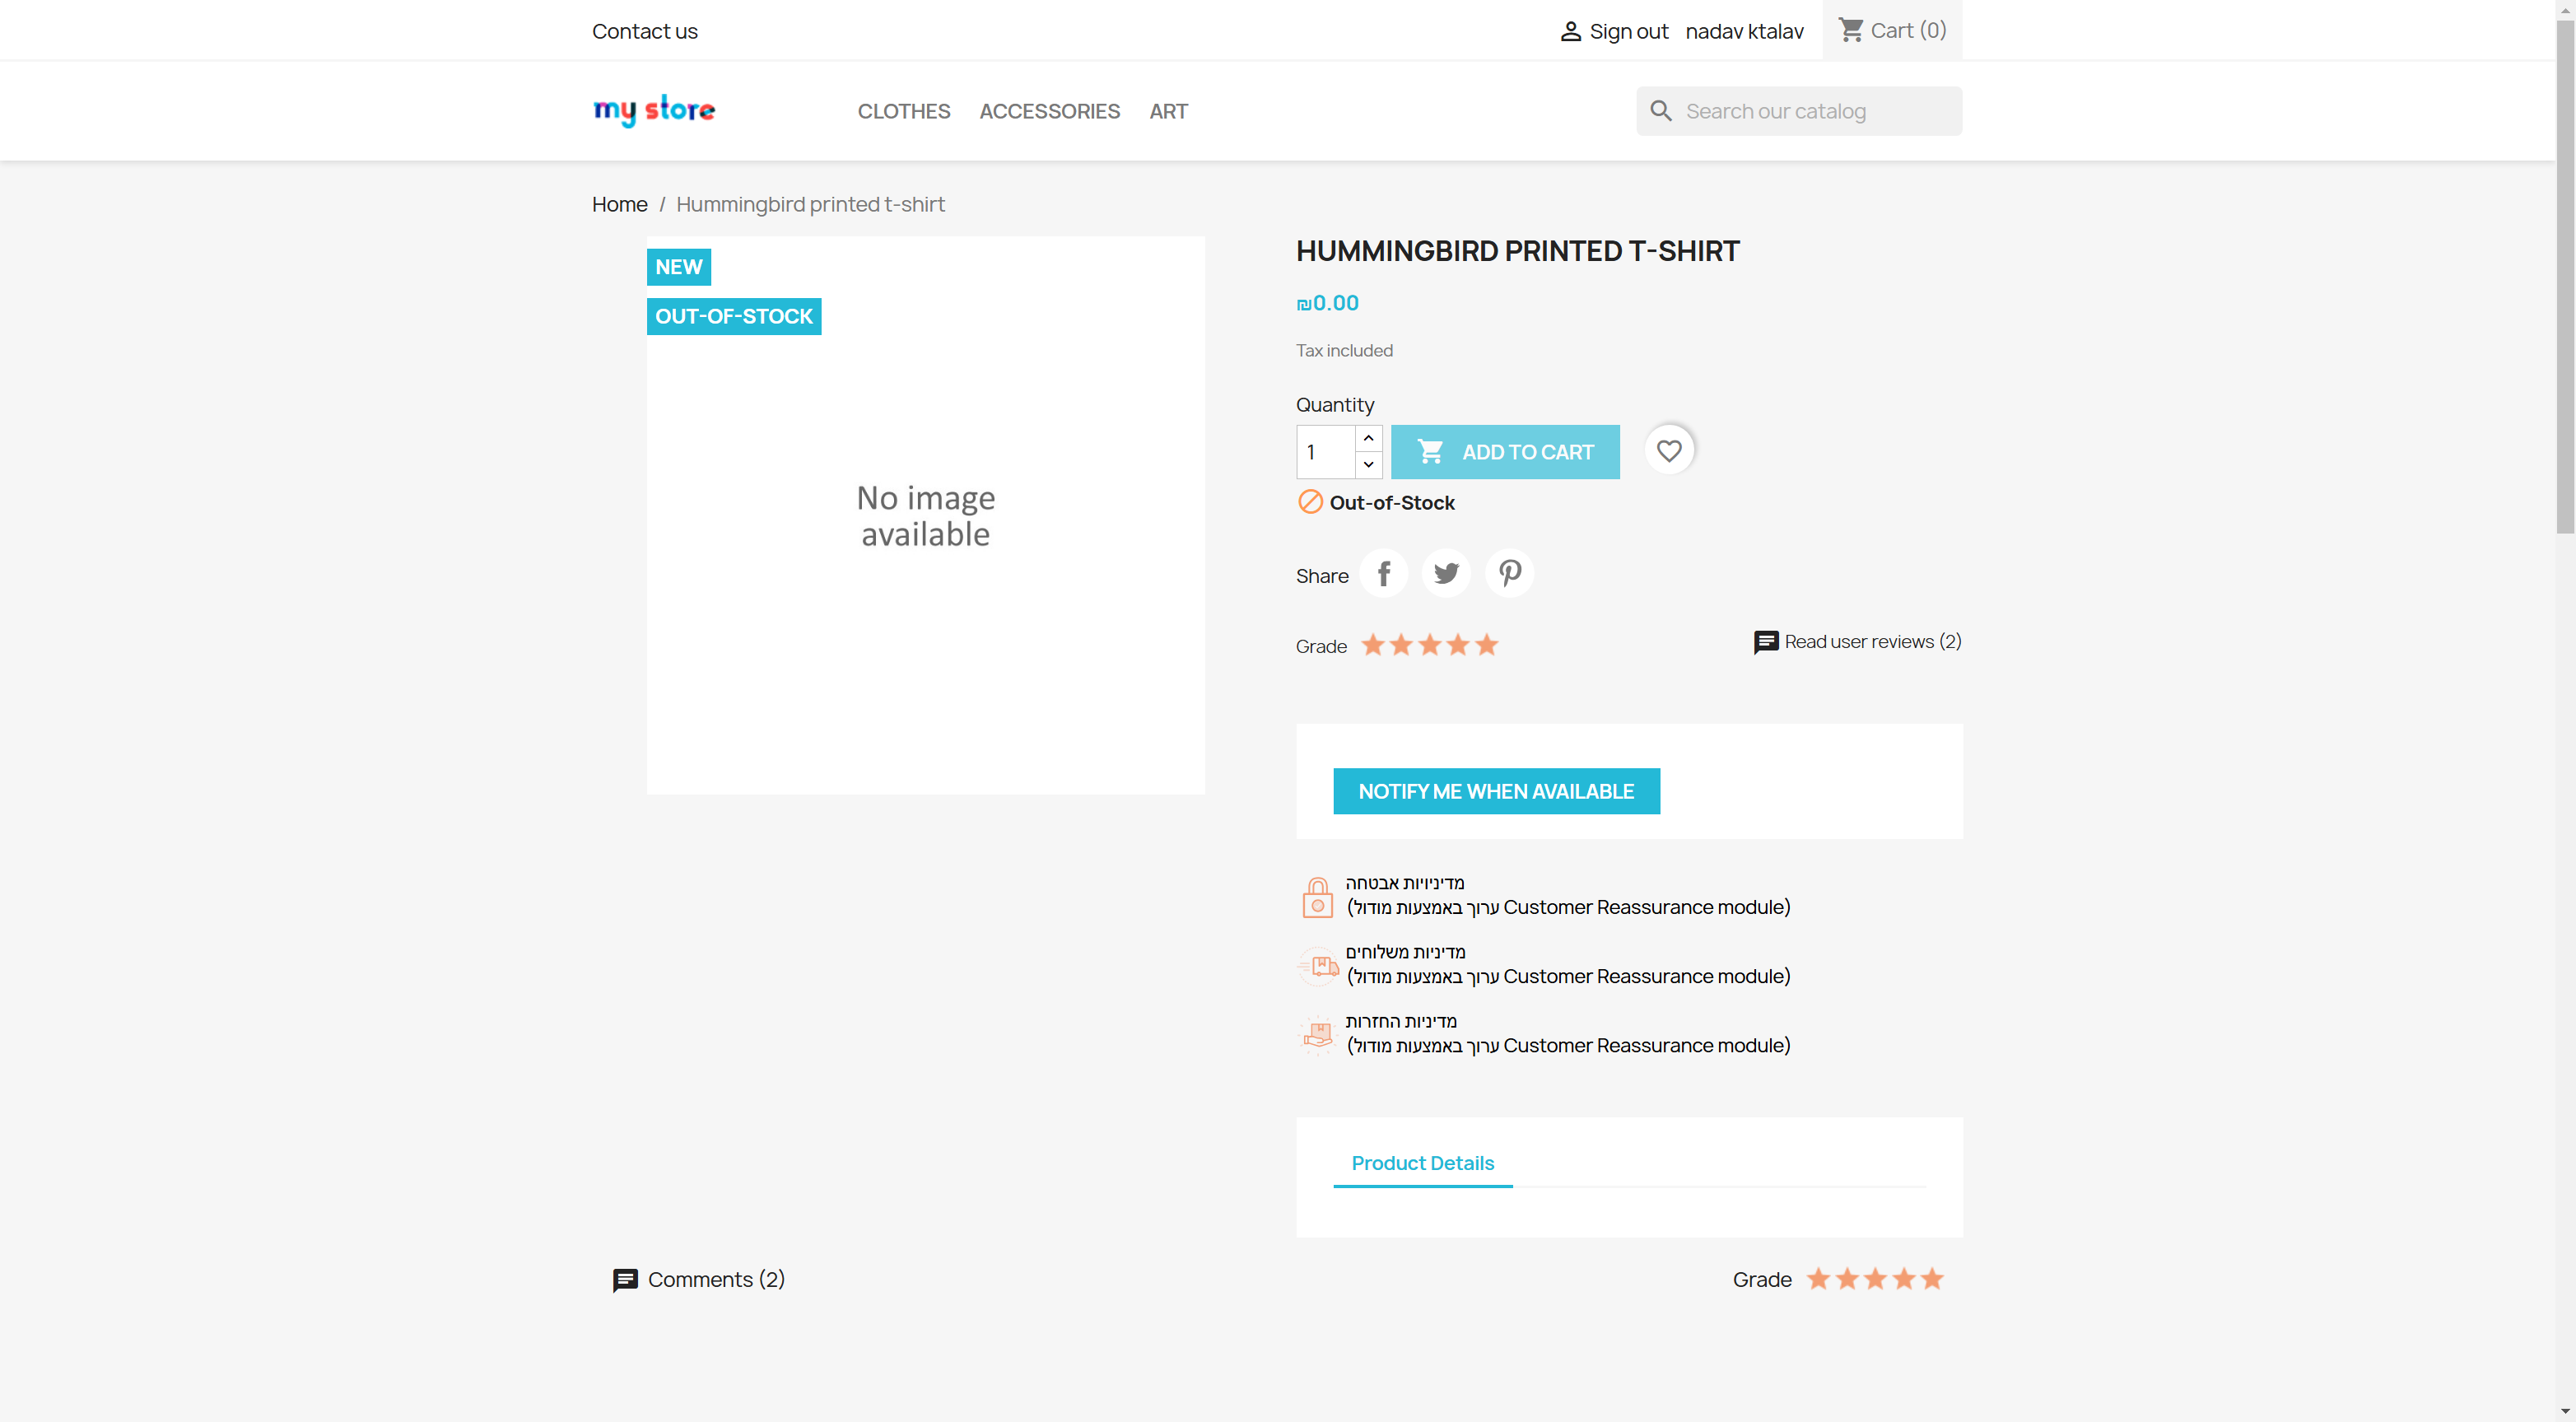 Contact us
Sign out nadav ktalav Cart (0)
my store
CLOTHES ACCESSORIES ART
Search our catalog
Home / Hummingbird printed t-shirt
NEW
OUT-OF-STOCK
No image
available
HUMMINGBIRD PRINTED T-SHIRT
₪0.00
Tax included
Quantity
1
ADD TO CART
Out-of-Stock
Share
Grade
Read user reviews (2)
NOTIFY ME WHEN AVAILABLE
מדיניויות אבטחה
(ערוך באמצעות מודול Customer Reassurance module)
מדיניות משלוחים
(ערוך באמצעות מודול Customer Reassurance module)
מדיניות החזרות
(ערוך באמצעות מודול Customer Reassurance module)
Product Details
Comments (2)
Grade